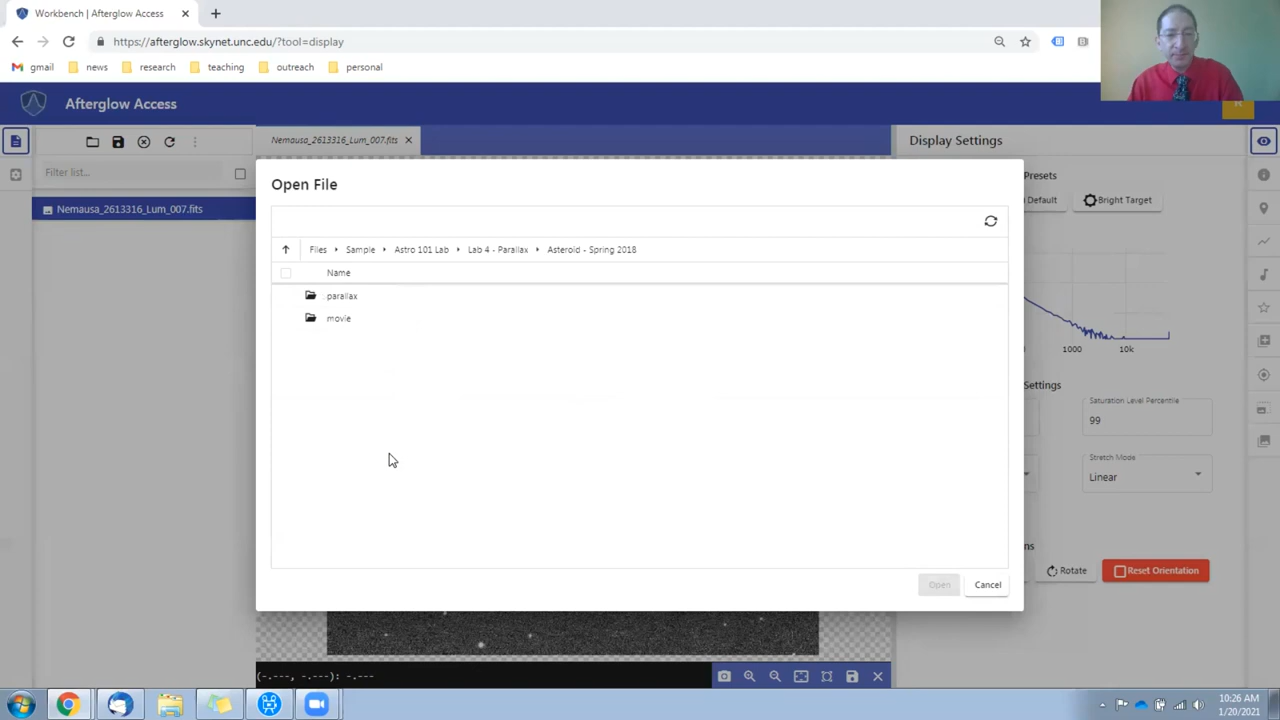 Workbench | Afterglow Access
https://afterglow.skynet.unc.edu/?tool=display
gmail news research teaching outreach personal
Afterglow Access
Nemausa_2613316_Lum_007.fits
Display Settings
Filter list...
Open File
Presets
Default
Bright Target
Nemausa_2613316_Lum_007.fits
Files Sample Astro 101 Lab Lab 4 - Parallax Asteroid - Spring 2018
Name
parallax
movie
1000 10k
Settings
Saturation Level Percentile
99
Stretch Mode
Linear
Rotate
Reset Orientation
Open
Cancel
(-.---, -.---): -.---
10:26 AM
1/20/2021